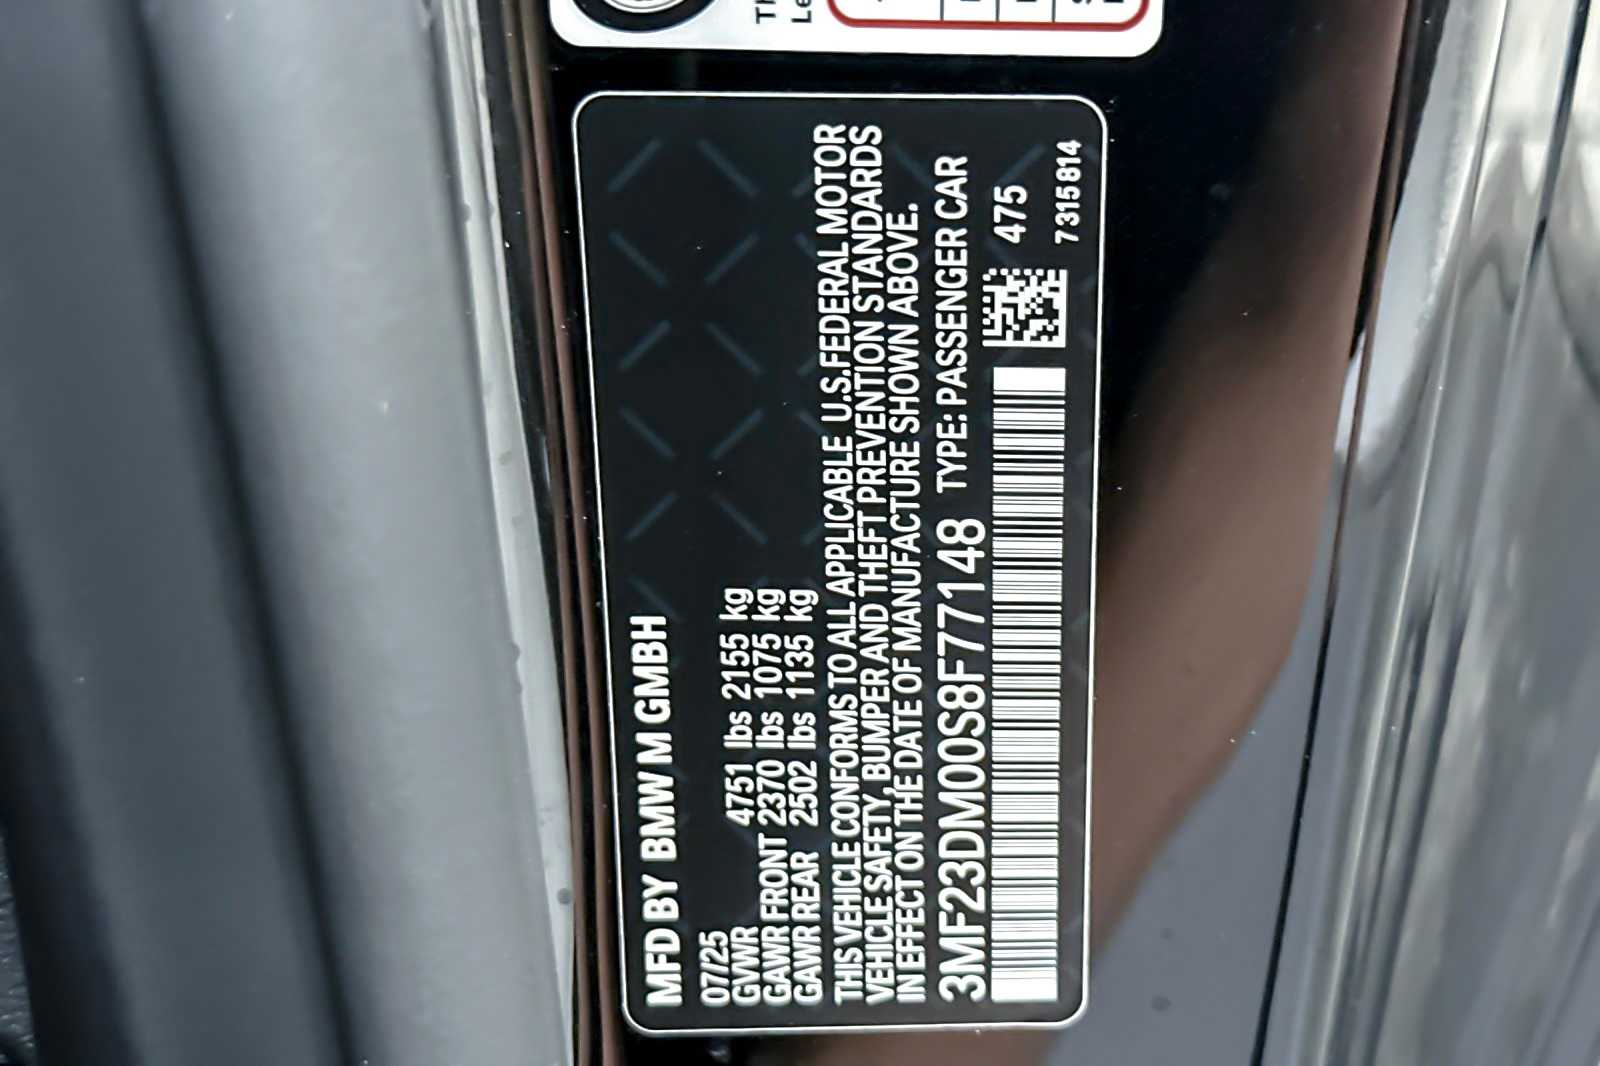 MFD BY BMW M GMBH
07/25
GVWR 4751 lbs 2155 kg
GAWR FRONT 2370 lbs 1075 kg
GAWR REAR 2502 lbs 1135 kg
THIS VEHICLE CONFORMS TO ALL APPLICABLE U.S.FEDERAL MOTOR
VEHICLE SAFETY, BUMPER AND THEFT PREVENTION STANDARDS
IN EFFECT ON THE DATE OF MANUFACTURE SHOWN ABOVE.
3MF23DM00S8F77148 TYPE: PASSENGER CAR
475
7315814